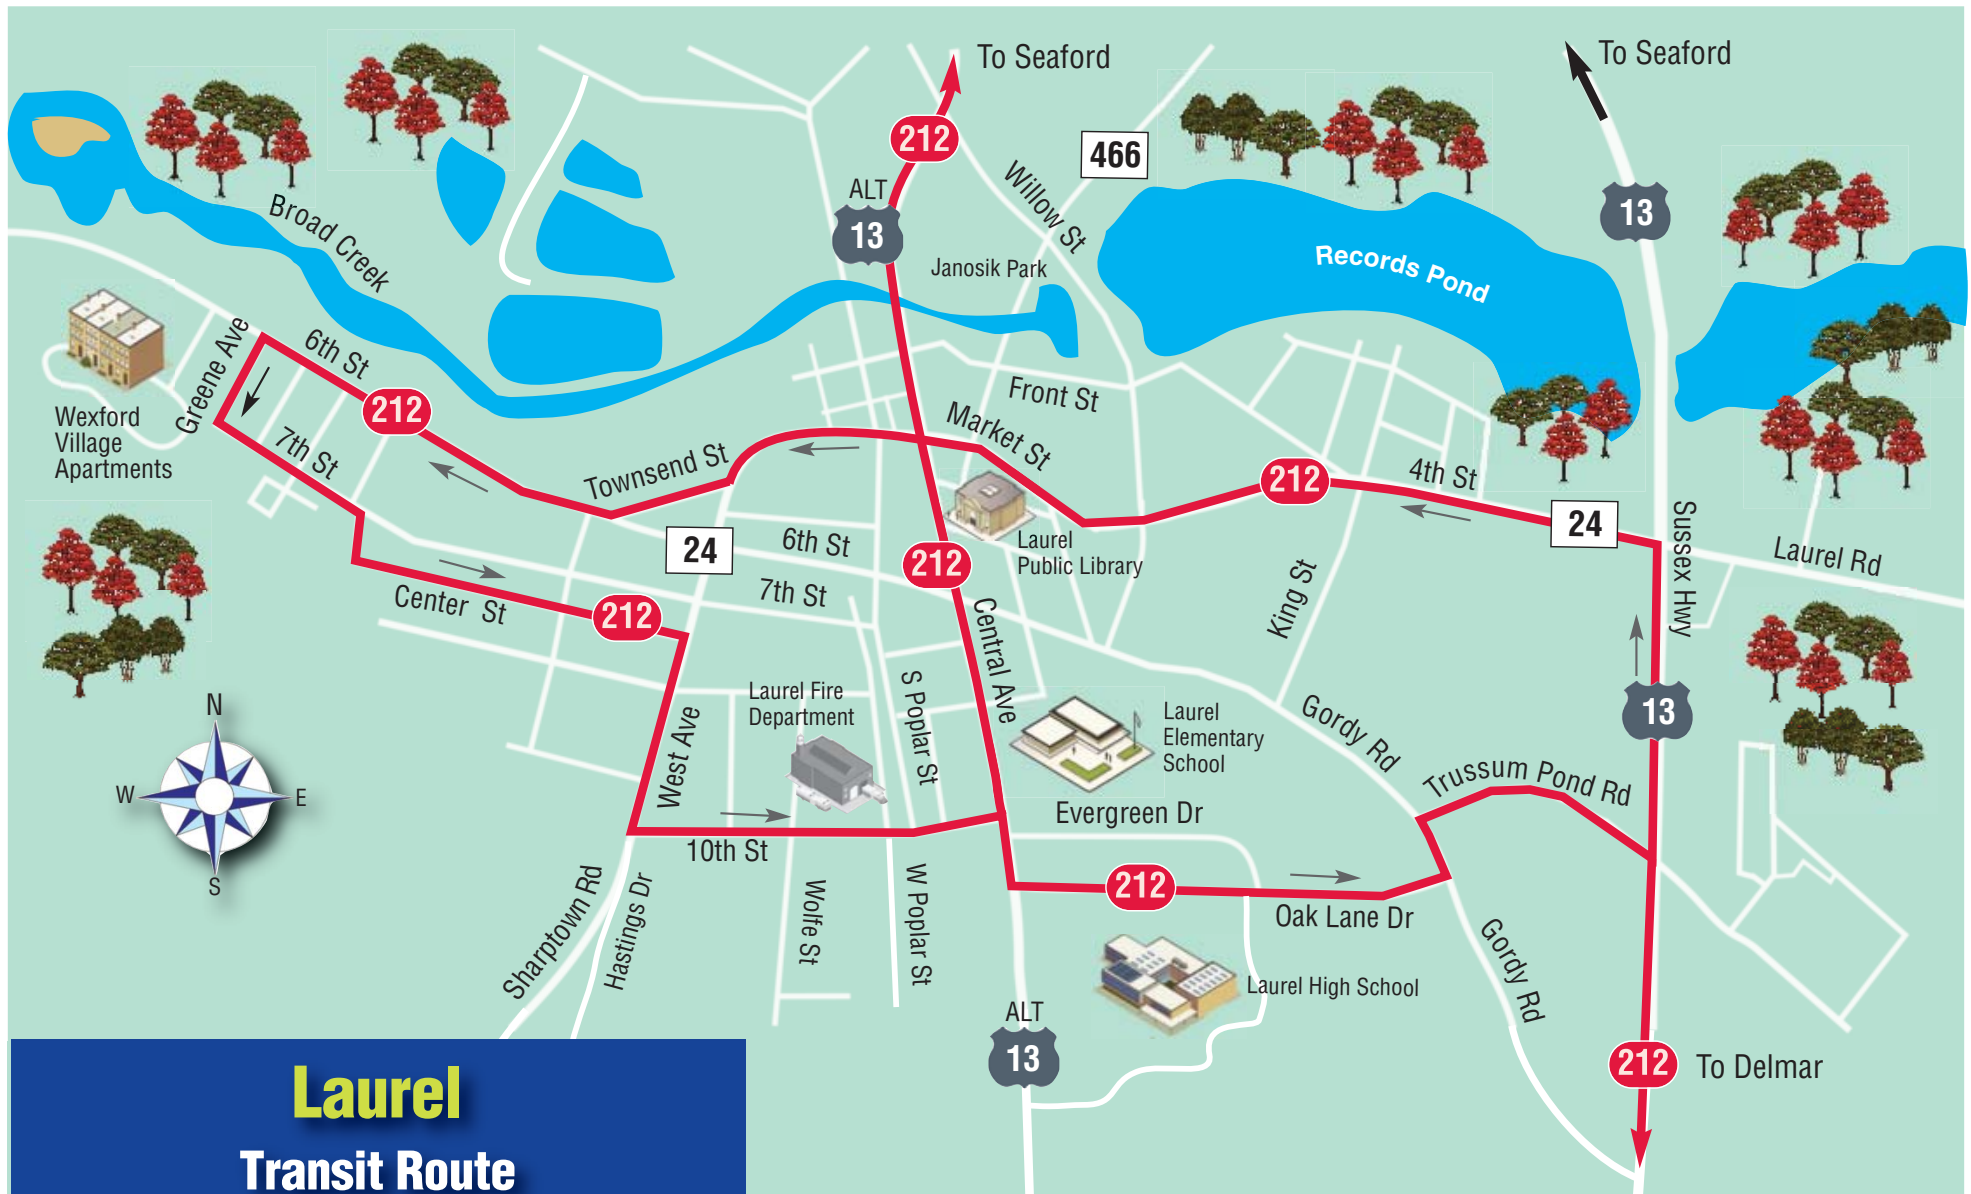 To Seaford
To Seaford
212
466
ALT
13
13
Willow St
Broad Creek
Janosik Park
Records Pond
Greene Ave
6th St
212
Front St
Wexford
Village
Apartments
7th St
Market St
Townsend St
212
4th St
24
Sussex Hwy
Laurel Rd
24
6th St
Laurel
Public Library
212
7th St
Center St
212
King St
Central Ave
N
W
E
S
Laurel Fire
Department
S Poplar St
Laurel
Elementary
School
Gordy Rd
13
West Ave
Trussum Pond Rd
Evergreen Dr
10th St
212
Oak Lane Dr
Sharptown Rd
Hastings Dr
Wolfe St
W Poplar St
Gordy Rd
Laurel High School
ALT
13
212
To Delmar
Laurel
Transit Route